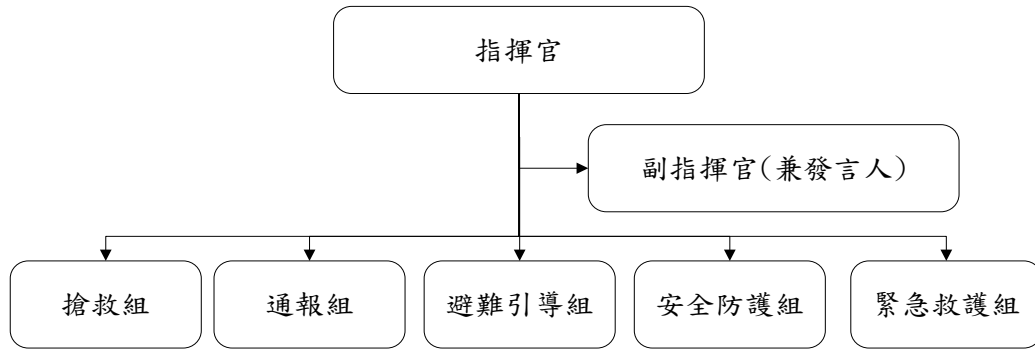 指揮官
副指揮官(兼發言人)
搶救組
通報組
避難引導組
安全防護組
緊急救護組